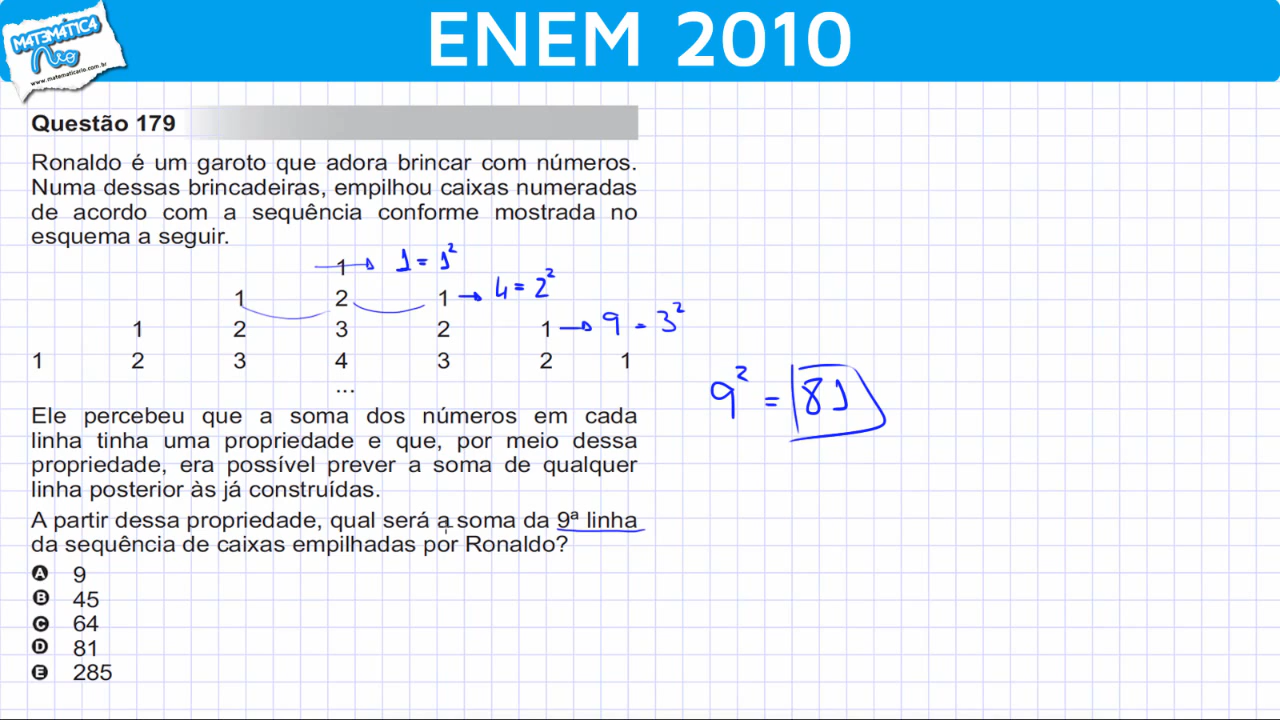 MATEMÁTICA
Rio
www.matematicario.com.br
ENEM 2010
Questão 179
Ronaldo é um garoto que adora brincar com números.
Numa dessas brincadeiras, empilhou caixas numeradas
de acordo com a sequência conforme mostrada no
esquema a seguir.
1 → 1 = 1²
1 2 1 → 4 = 2²
1 2 3 2 1 → 9 = 3²
1 2 3 4 3 2 1
...
9² = 81
Ele percebeu que a soma dos números em cada
linha tinha uma propriedade e que, por meio dessa
propriedade, era possível prever a soma de qualquer
linha posterior às já construídas.
A partir dessa propriedade, qual será a soma da 9ª linha
da sequência de caixas empilhadas por Ronaldo?
A 9
B 45
C 64
D 81
E 285